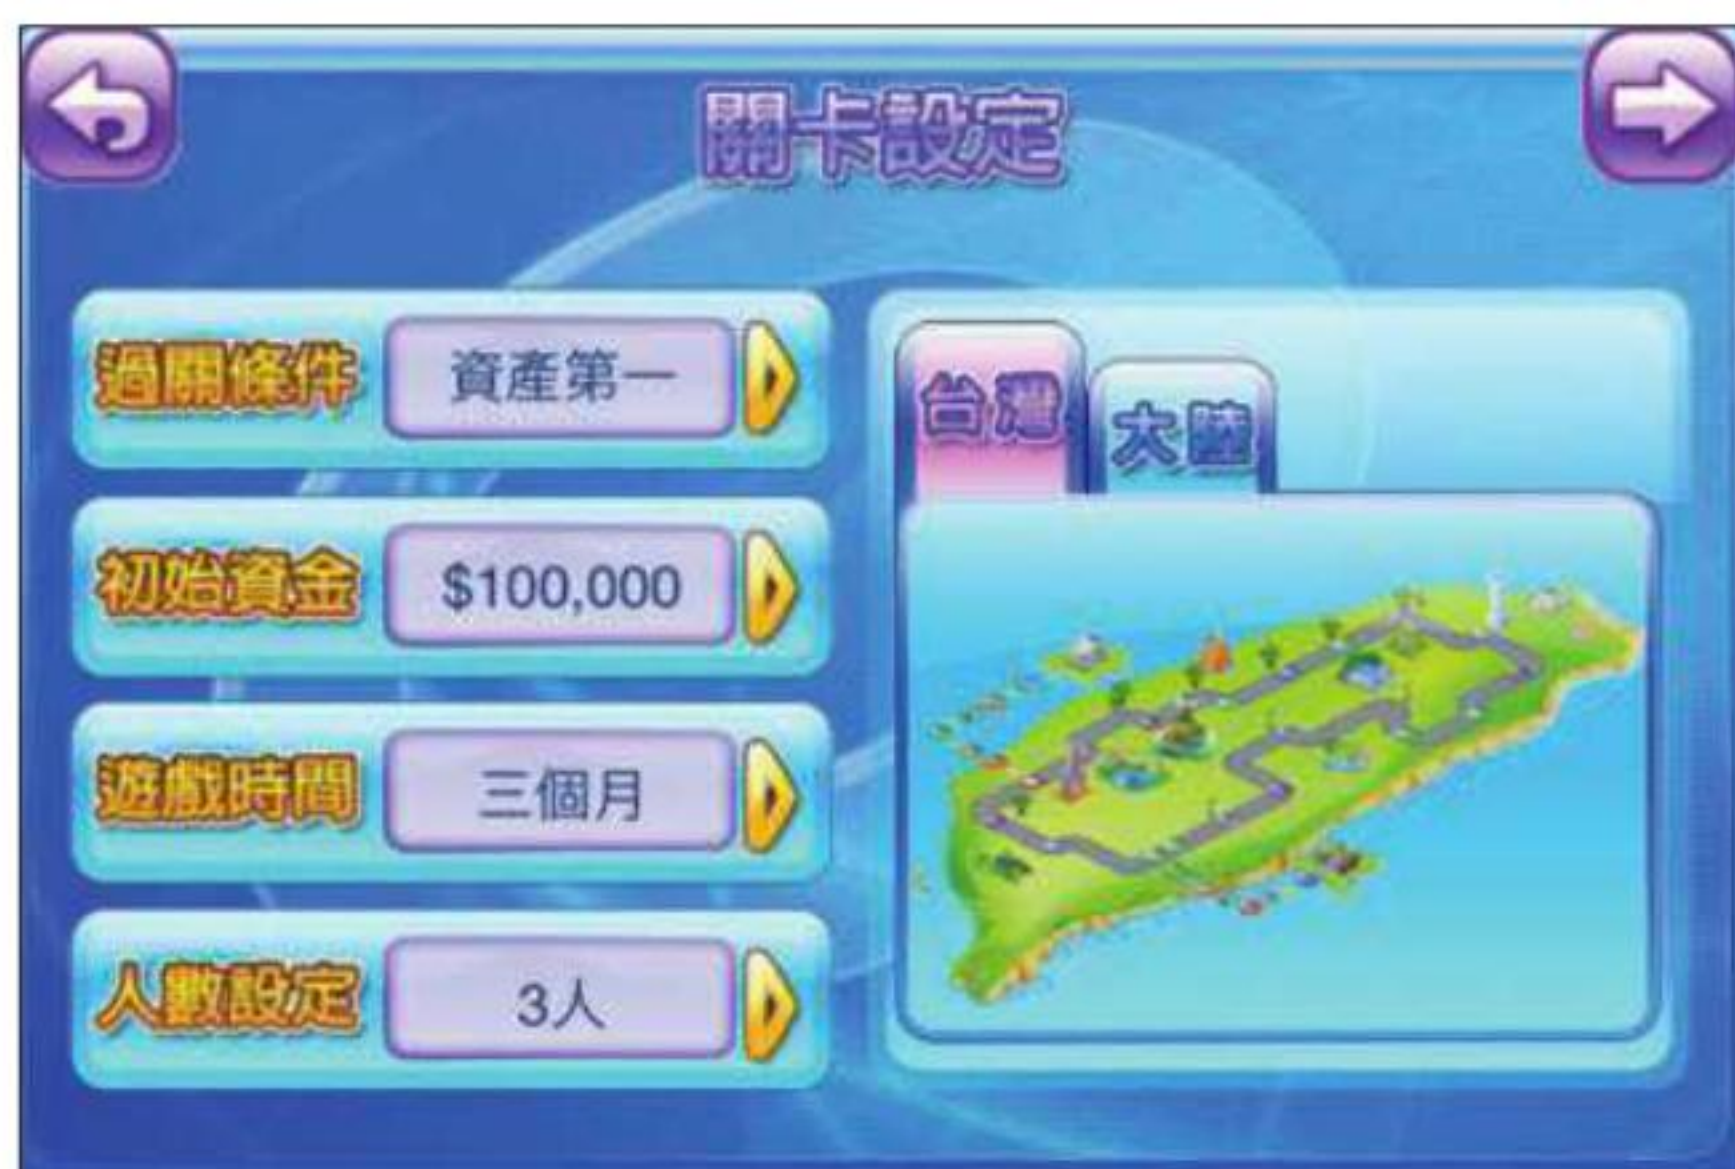 關卡設定
過關條件 資產第一
初始資金 $100,000
遊戲時間 三個月
人數設定 3人
台灣 大陸